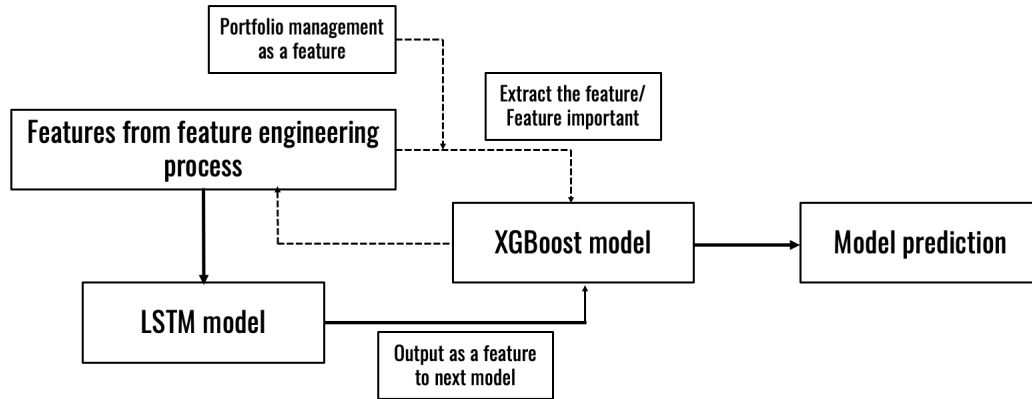 Portfolio management
as a feature
Extract the feature/
Feature important
Features from feature engineering
process
XGBoost model
Model prediction
LSTM model
Output as a feature
to next model